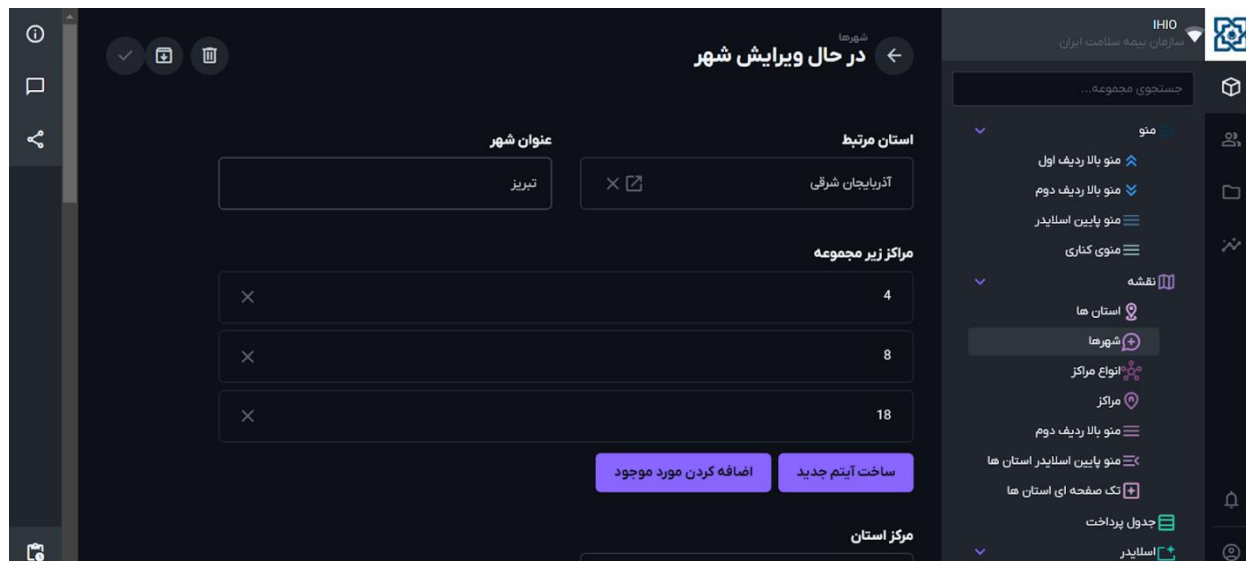 IHIO
سازمان بیمه سلامت ایران
جستجوی مجموعه...
منو
منو بالا ردیف اول
منو بالا ردیف دوم
منو پایین اسلایدر
منوی کناری
نقشه
استان ها
شهرها
انواع مراکز
مراکز
منو بالا ردیف دوم
منو پایین اسلایدر استان ها
تک صفحه ای استان ها
جدول پرداخت
اسلایدر
شهرها
در حال ویرایش شهر
استان مرتبط
آذربایجان شرقی
عنوان شهر
تبریز
مراکز زیر مجموعه
4
8
18
ساخت آیتم جدید
اضافه کردن مورد موجود
مرکز استان